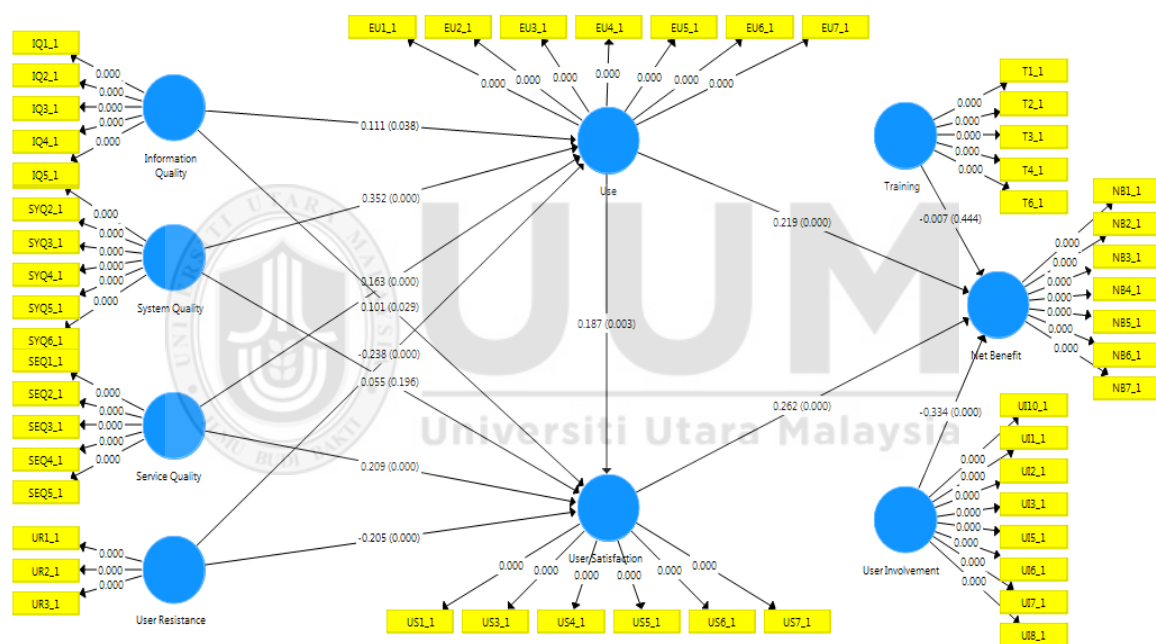 EU1_1
EU2_1
EU3_1
EU4_1
EU5_1
EU6_1
EU7_1
0.000
0.000
0.000
0.000
0.000
0.000
0.000
IQ1_1
IQ2_1
IQ3_1
IQ4_1
IQ5_1
0.000
0.000
0.000
0.000
0.000
Information
Quality
SYQ2_1
SYQ3_1
SYQ4_1
SYQ5_1
SYQ6_1
0.000
0.000
0.000
0.000
0.000
0.000
System Quality
SEQ1_1
SEQ2_1
SEQ3_1
SEQ4_1
SEQ5_1
0.000
0.000
0.000
0.000
0.000
Service Quality
UR1_1
UR2_1
UR3_1
0.000
0.000
0.000
User Resistance
0.111 (0.038)
0.352 (0.000)
0.163 (0.000)
0.101 (0.029)
-0.238 (0.000)
0.055 (0.196)
0.209 (0.000)
-0.205 (0.000)
Use
0.187 (0.003)
User Satisfaction
0.000
0.000
0.000
0.000
0.000
0.000
US1_1
US3_1
US4_1
US5_1
US6_1
US7_1
0.219 (0.000)
0.262 (0.000)
T1_1
T2_1
T3_1
T4_1
T6_1
0.000
0.000
0.000
0.000
0.000
Training
-0.007 (0.444)
NB1_1
NB2_1
NB3_1
NB4_1
NB5_1
NB6_1
NB7_1
0.000
0.000
0.000
0.000
0.000
0.000
0.000
Net Benefit
-0.334 (0.000)
UI10_1
UI1_1
UI2_1
UI3_1
UI5_1
UI6_1
UI7_1
UI8_1
0.000
0.000
0.000
0.000
0.000
0.000
0.000
0.000
User Involvement
UUM
Universiti Utara Malaysia
UNIVERSITI UTARA MALAYSIA